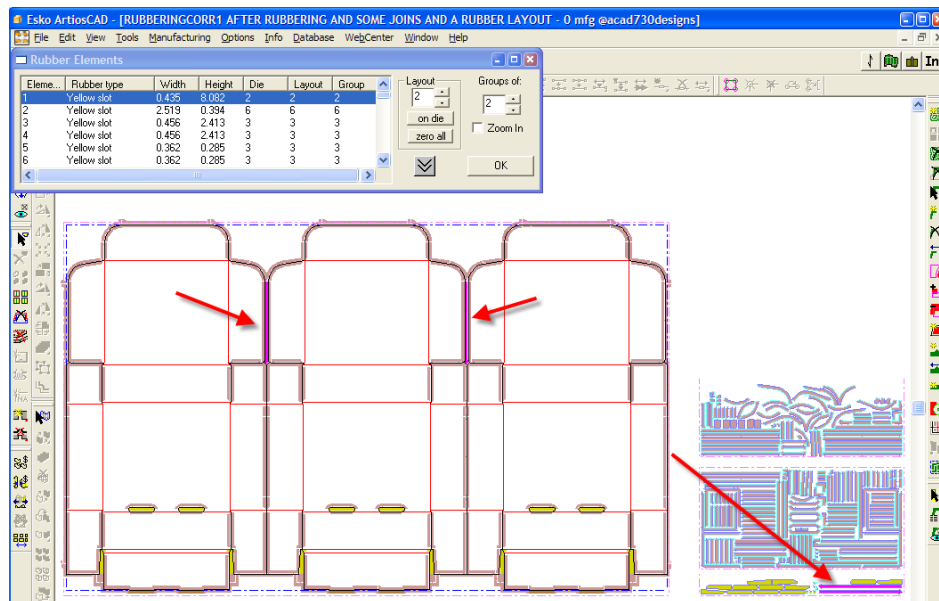 Esko ArtiosCAD - [RUBBERINGCORR1 AFTER RUBBERING AND SOME JOINS AND A RUBBER LAYOUT - 0 mfg @acad730designs]
File Edit View Tools Manufacturing Options Info Database WebCenter Window Help
Rubber Elements
Eleme... Rubber type Width Height Die Layout Group
1 Yellow slot 0.435 8.082 2 2 2
2 Yellow slot 2.519 0.394 6 6 6
3 Yellow slot 0.456 2.413 3 3 3
4 Yellow slot 0.456 2.413 3 3 3
5 Yellow slot 0.362 0.285 3 3 3
6 Yellow slot 0.362 0.285 3 3 3
Layout
2
on die
zero all
Groups of:
2
Zoom In
OK
In